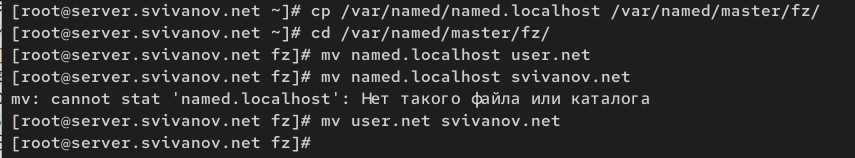 [root@server.svivanov.net ~]# cp /var/named/named.localhost /var/named/master/fz/
[root@server.svivanov.net ~]# cd /var/named/master/fz/
[root@server.svivanov.net fz]# mv named.localhost user.net
[root@server.svivanov.net fz]# mv named.localhost svivanov.net
mv: cannot stat 'named.localhost': Нет такого файла или каталога
[root@server.svivanov.net fz]# mv user.net svivanov.net
[root@server.svivanov.net fz]#